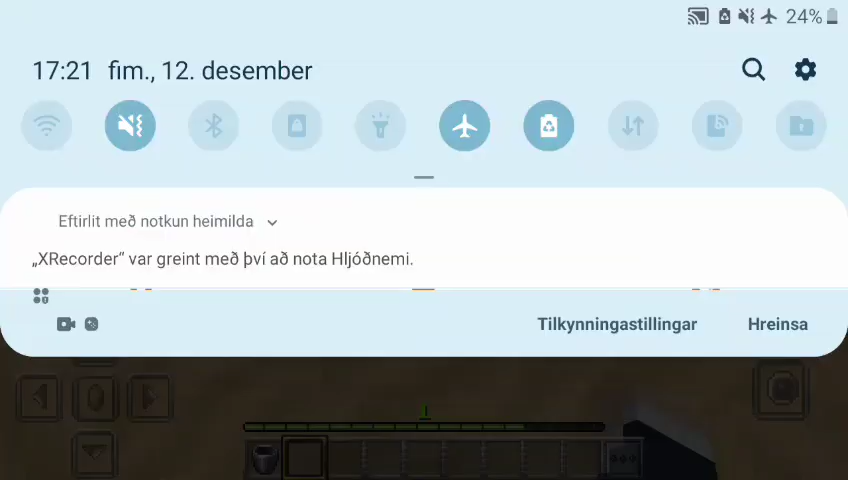 24%
17:21 fim., 12. desember
Eftirlit með notkun heimilda
„XRecorder“ var greint með því að nota Hljóðnemi.
Tilkynningastillingar
Hreinsa
1